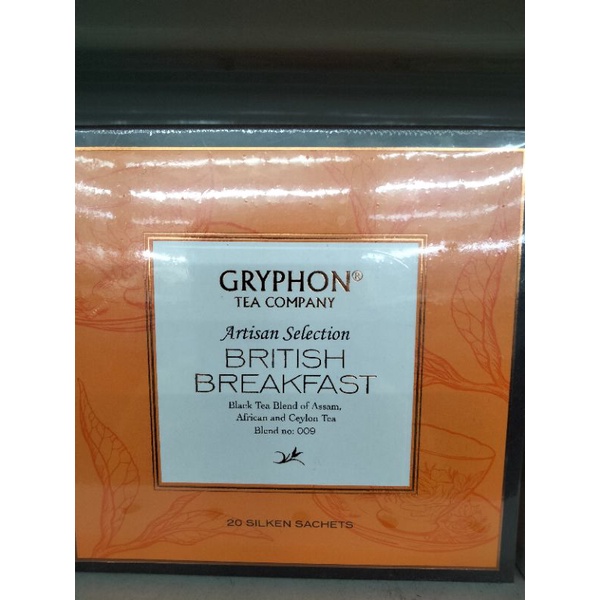 GRYPHON®
TEA COMPANY
Artisan Selection
BRITISH
BREAKFAST
Black Tea Blend of Assam,
African and Ceylon Tea
Blend no: 009
20 SILKEN SACHETS